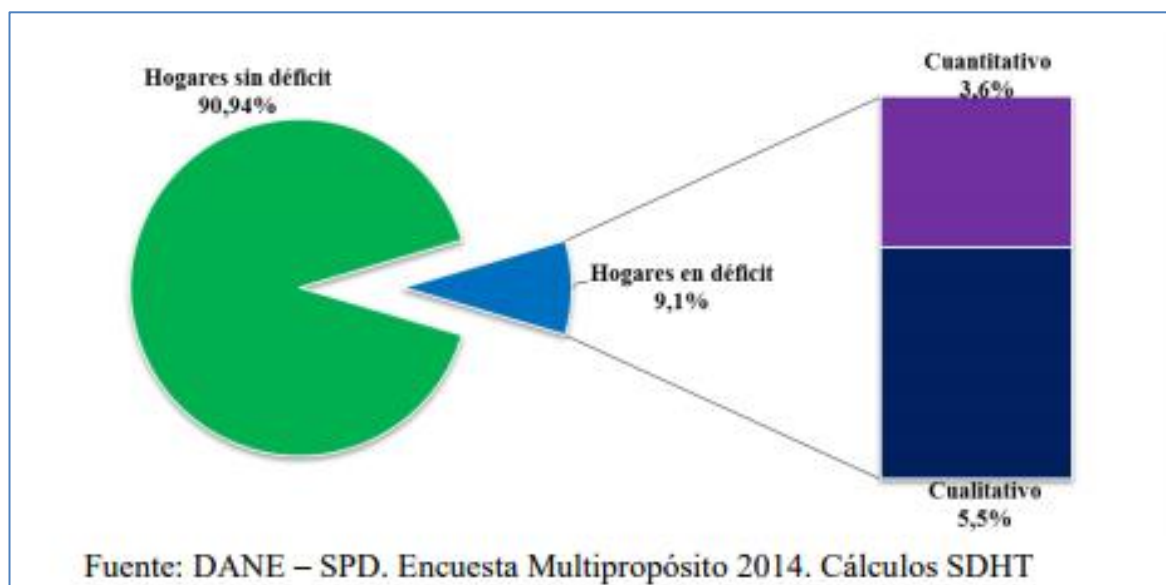 Hogares sin déficit
90,94%
Cuantitativo
3,6%
Hogares en déficit
9,1%
Cualitativo
5,5%
Fuente: DANE – SPD. Encuesta Multipropósito 2014. Cálculos SDHT